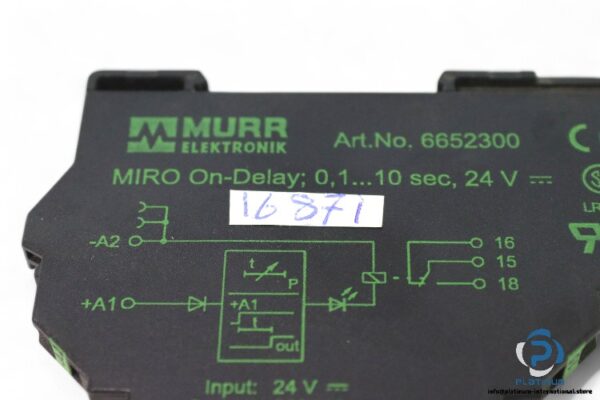 MURR
ELEKTRONIK
Art.No. 6652300
MIRO On-Delay; 0,1...10 sec, 24 V
16871
-A2
16
15
18
t
P
+A1
+A1
out
Input: 24 V
PLATINUM
info@platinum-international.store